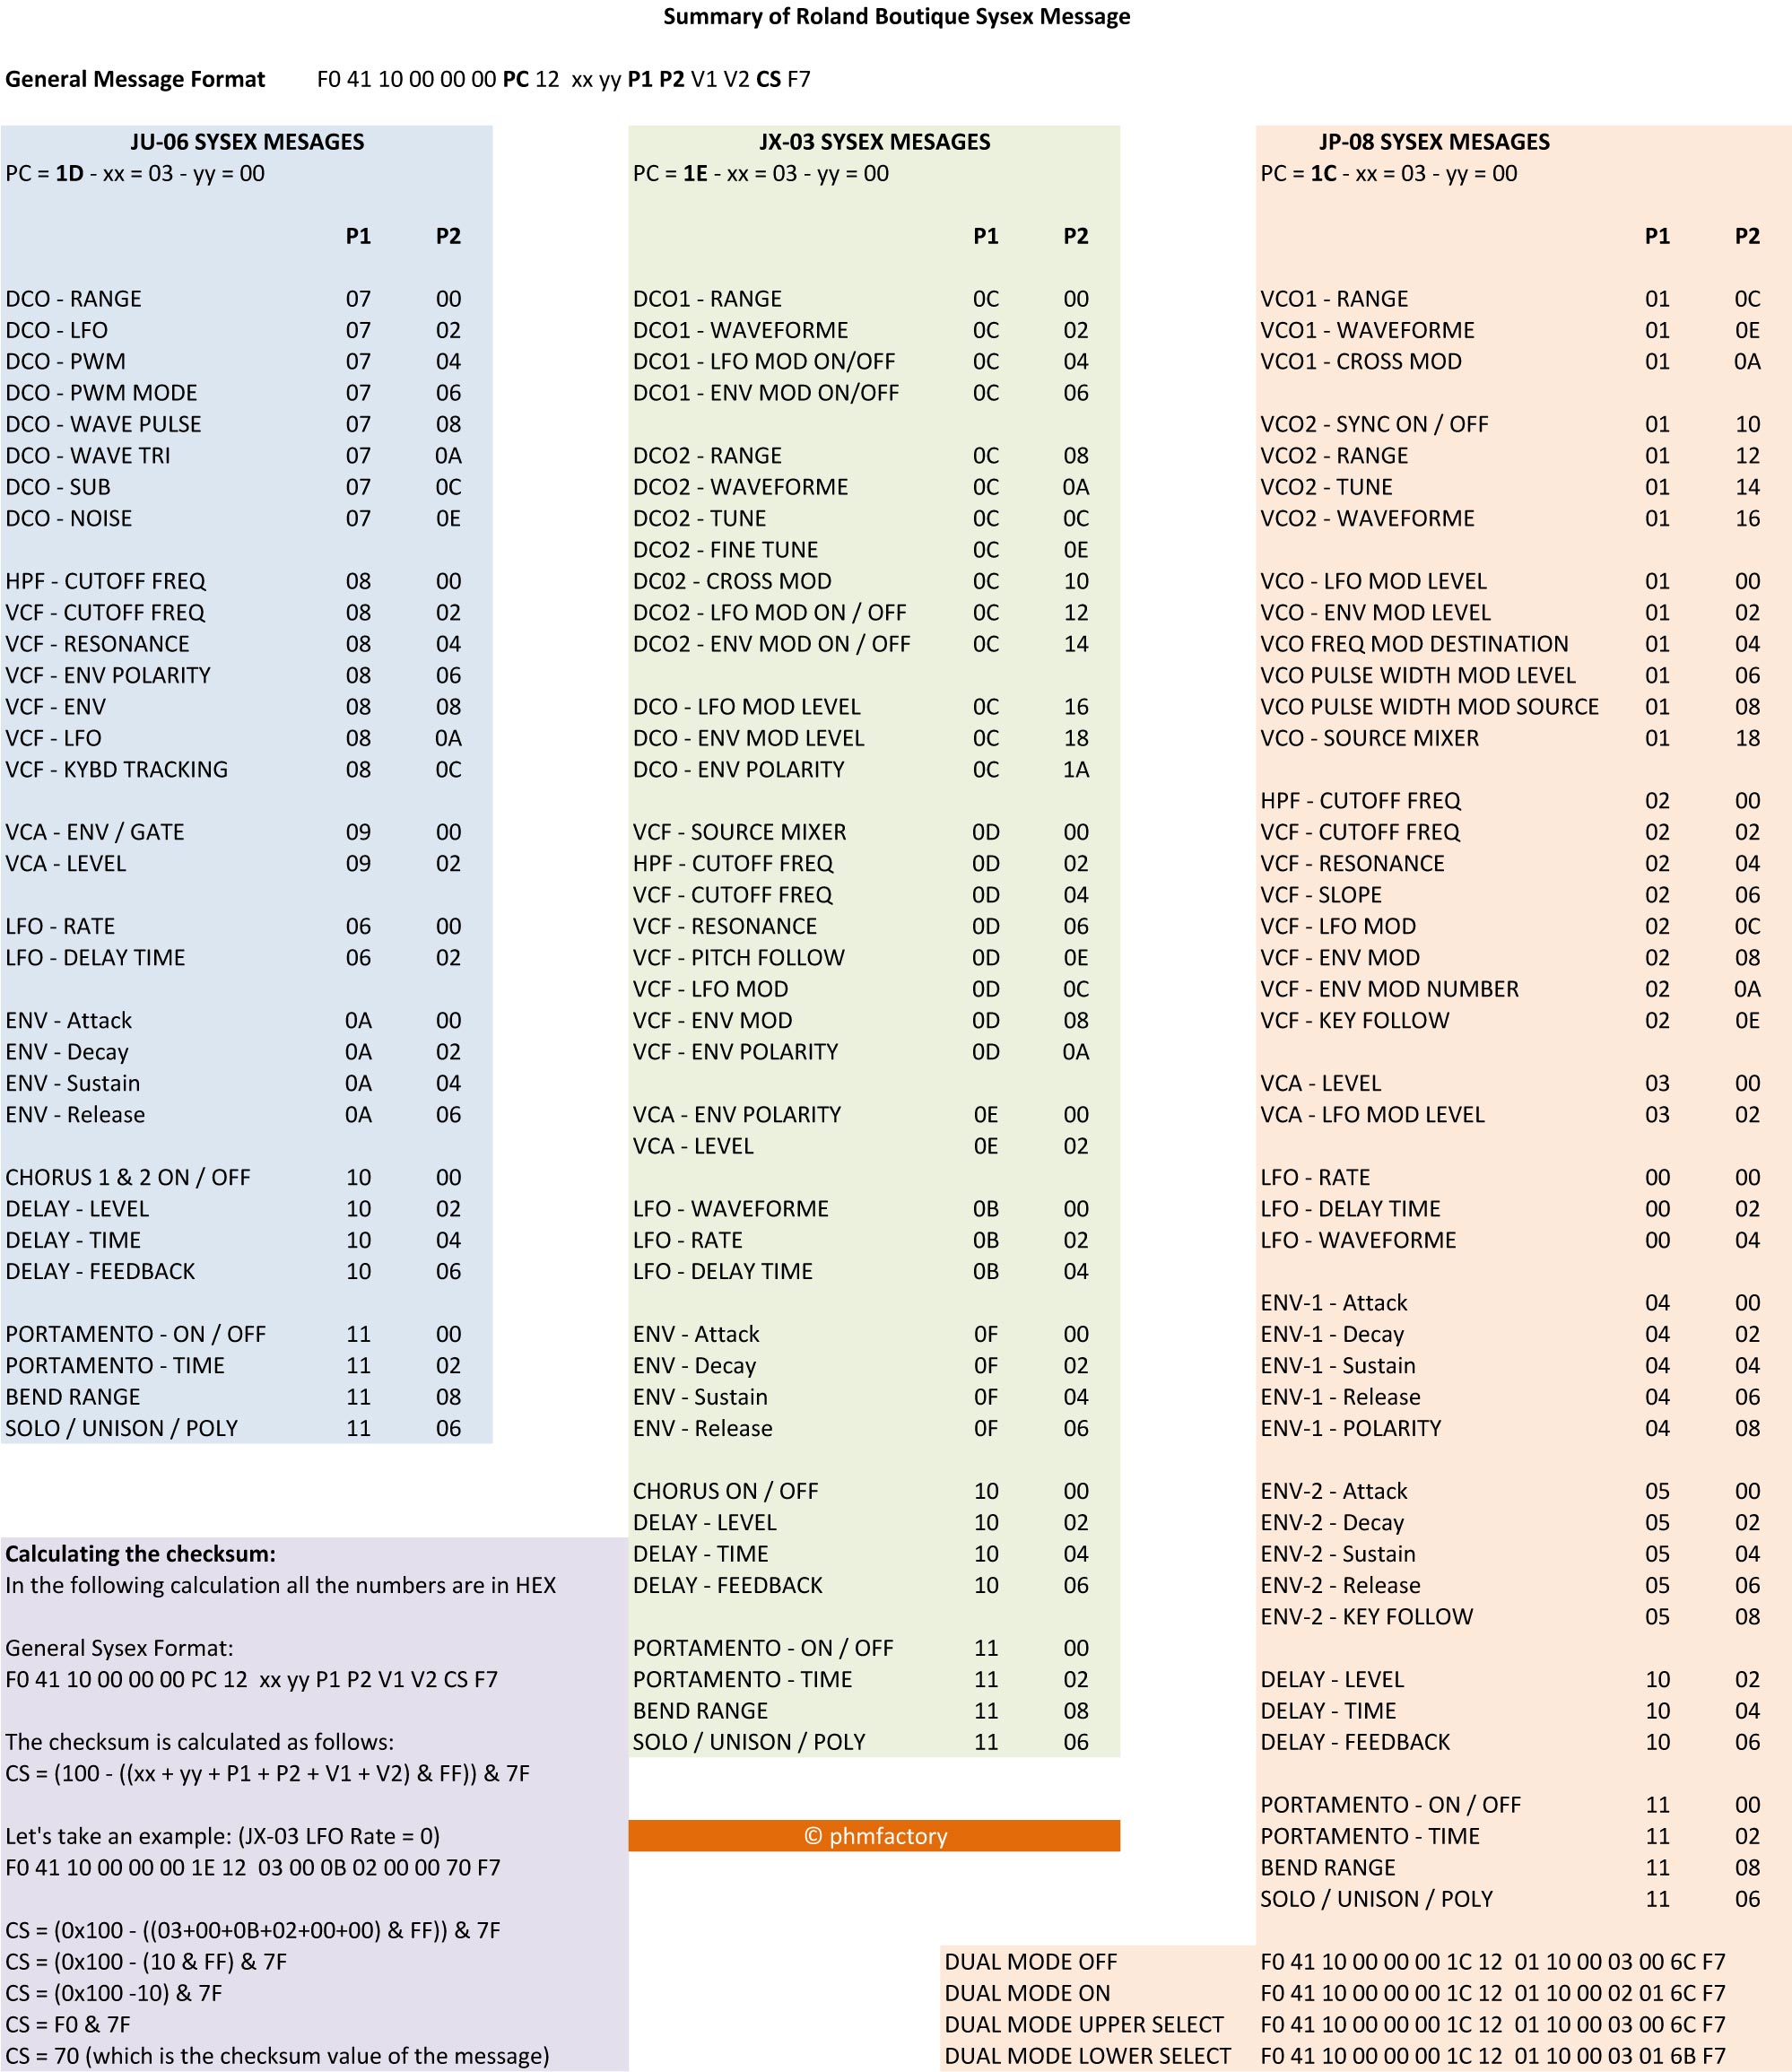 Summary of Roland Boutique Sysex Message
General Message Format F0 41 10 00 00 00 PC 12 xx yy P1 P2 V1 V2 CS F7
JU-06 SYSEX MESAGES
PC = 1D - xx = 03 - yy = 00
P1 P2
DCO - RANGE 07 00
DCO - LFO 07 02
DCO - PWM 07 04
DCO - PWM MODE 07 06
DCO - WAVE PULSE 07 08
DCO - WAVE TRI 07 0A
DCO - SUB 07 0C
DCO - NOISE 07 0E
HPF - CUTOFF FREQ 08 00
VCF - CUTOFF FREQ 08 02
VCF - RESONANCE 08 04
VCF - ENV POLARITY 08 06
VCF - ENV 08 08
VCF - LFO 08 0A
VCF - KYBD TRACKING 08 0C
VCA - ENV / GATE 09 00
VCA - LEVEL 09 02
LFO - RATE 06 00
LFO - DELAY TIME 06 02
ENV - Attack 0A 00
ENV - Decay 0A 02
ENV - Sustain 0A 04
ENV - Release 0A 06
CHORUS 1 & 2 ON / OFF 10 00
DELAY - LEVEL 10 02
DELAY - TIME 10 04
DELAY - FEEDBACK 10 06
PORTAMENTO - ON / OFF 11 00
PORTAMENTO - TIME 11 02
BEND RANGE 11 08
SOLO / UNISON / POLY 11 06
Calculating the checksum:
In the following calculation all the numbers are in HEX
General Sysex Format:
F0 41 10 00 00 00 PC 12 xx yy P1 P2 V1 V2 CS F7
The checksum is calculated as follows:
CS = (100 - ((xx + yy + P1 + P2 + V1 + V2) & FF)) & 7F
Let's take an example: (JX-03 LFO Rate = 0)
F0 41 10 00 00 00 1E 12 03 00 0B 02 00 00 70 F7
CS = (0x100 - ((03+00+0B+02+00+00) & FF)) & 7F
CS = (0x100 - (10 & FF) & 7F
CS = (0x100 -10) & 7F
CS = F0 & 7F
CS = 70 (which is the checksum value of the message)
JX-03 SYSEX MESAGES
PC = 1E - xx = 03 - yy = 00
P1 P2
DCO1 - RANGE 0C 00
DCO1 - WAVEFORME 0C 02
DCO1 - LFO MOD ON/OFF 0C 04
DCO1 - ENV MOD ON/OFF 0C 06
DCO2 - RANGE 0C 08
DCO2 - WAVEFORME 0C 0A
DCO2 - TUNE 0C 0C
DCO2 - FINE TUNE 0C 0E
DC02 - CROSS MOD 0C 10
DCO2 - LFO MOD ON / OFF 0C 12
DCO2 - ENV MOD ON / OFF 0C 14
DCO - LFO MOD LEVEL 0C 16
DCO - ENV MOD LEVEL 0C 18
DCO - ENV POLARITY 0C 1A
VCF - SOURCE MIXER 0D 00
HPF - CUTOFF FREQ 0D 02
VCF - CUTOFF FREQ 0D 04
VCF - RESONANCE 0D 06
VCF - PITCH FOLLOW 0D 0E
VCF - LFO MOD 0D 0C
VCF - ENV MOD 0D 08
VCF - ENV POLARITY 0D 0A
VCA - ENV POLARITY 0E 00
VCA - LEVEL 0E 02
LFO - WAVEFORME 0B 00
LFO - RATE 0B 02
LFO - DELAY TIME 0B 04
ENV - Attack 0F 00
ENV - Decay 0F 02
ENV - Sustain 0F 04
ENV - Release 0F 06
CHORUS ON / OFF 10 00
DELAY - LEVEL 10 02
DELAY - TIME 10 04
DELAY - FEEDBACK 10 06
PORTAMENTO - ON / OFF 11 00
PORTAMENTO - TIME 11 02
BEND RANGE 11 08
SOLO / UNISON / POLY 11 06
© phmfactory
JP-08 SYSEX MESAGES
PC = 1C - xx = 03 - yy = 00
P1 P2
VCO1 - RANGE 01 0C
VCO1 - WAVEFORME 01 0E
VCO1 - CROSS MOD 01 0A
VCO2 - SYNC ON / OFF 01 10
VCO2 - RANGE 01 12
VCO2 - TUNE 01 14
VCO2 - WAVEFORME 01 16
VCO - LFO MOD LEVEL 01 00
VCO - ENV MOD LEVEL 01 02
VCO FREQ MOD DESTINATION 01 04
VCO PULSE WIDTH MOD LEVEL 01 06
VCO PULSE WIDTH MOD SOURCE 01 08
VCO - SOURCE MIXER 01 18
HPF - CUTOFF FREQ 02 00
VCF - CUTOFF FREQ 02 02
VCF - RESONANCE 02 04
VCF - SLOPE 02 06
VCF - LFO MOD 02 0C
VCF - ENV MOD 02 08
VCF - ENV MOD NUMBER 02 0A
VCF - KEY FOLLOW 02 0E
VCA - LEVEL 03 00
VCA - LFO MOD LEVEL 03 02
LFO - RATE 00 00
LFO - DELAY TIME 00 02
LFO - WAVEFORME 00 04
ENV-1 - Attack 04 00
ENV-1 - Decay 04 02
ENV-1 - Sustain 04 04
ENV-1 - Release 04 06
ENV-1 - POLARITY 04 08
ENV-2 - Attack 05 00
ENV-2 - Decay 05 02
ENV-2 - Sustain 05 04
ENV-2 - Release 05 06
ENV-2 - KEY FOLLOW 05 08
DELAY - LEVEL 10 02
DELAY - TIME 10 04
DELAY - FEEDBACK 10 06
PORTAMENTO - ON / OFF 11 00
PORTAMENTO - TIME 11 02
BEND RANGE 11 08
SOLO / UNISON / POLY 11 06
DUAL MODE OFF F0 41 10 00 00 00 1C 12 01 10 00 03 00 6C F7
DUAL MODE ON F0 41 10 00 00 00 1C 12 01 10 00 02 01 6C F7
DUAL MODE UPPER SELECT F0 41 10 00 00 00 1C 12 01 10 00 03 00 6C F7
DUAL MODE LOWER SELECT F0 41 10 00 00 00 1C 12 01 10 00 03 01 6B F7